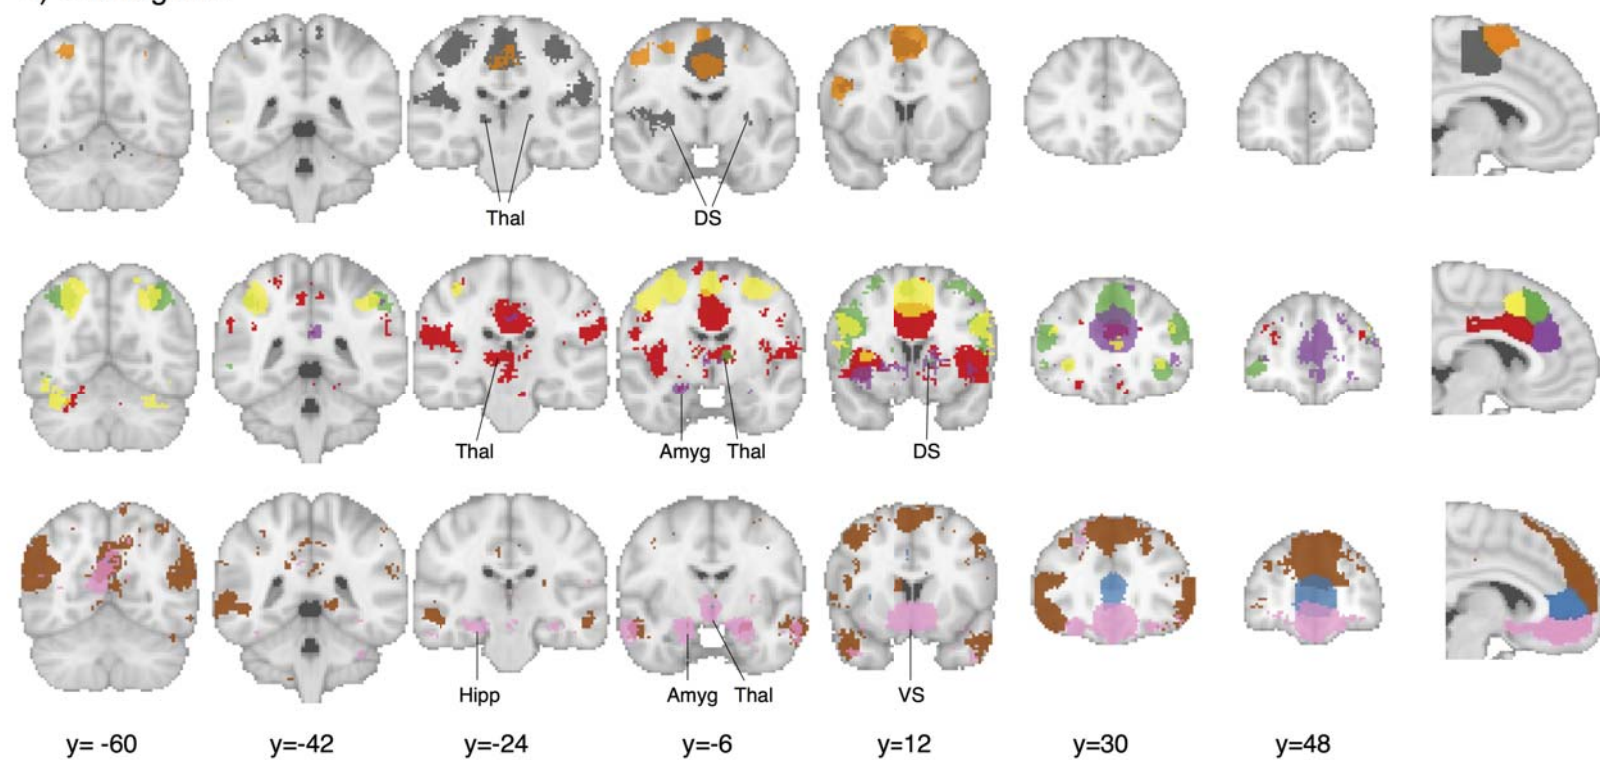 Thal
DS
Thal
Amyg
Thal
DS
Hipp
Amyg
Thal
VS
y= -60
y=-42
y=-24
y=-6
y=12
y=30
y=48